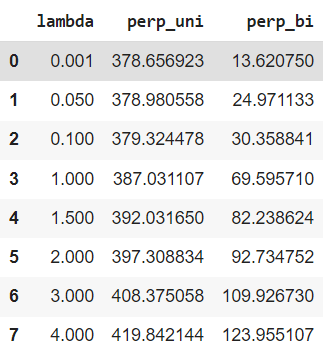 lambda perp_uni perp_bi
0 0.001 378.656923 13.620750
1 0.050 378.980558 24.971133
2 0.100 379.324478 30.358841
3 1.000 387.031107 69.595710
4 1.500 392.031650 82.238624
5 2.000 397.308834 92.734752
6 3.000 408.375058 109.926730
7 4.000 419.842144 123.955107